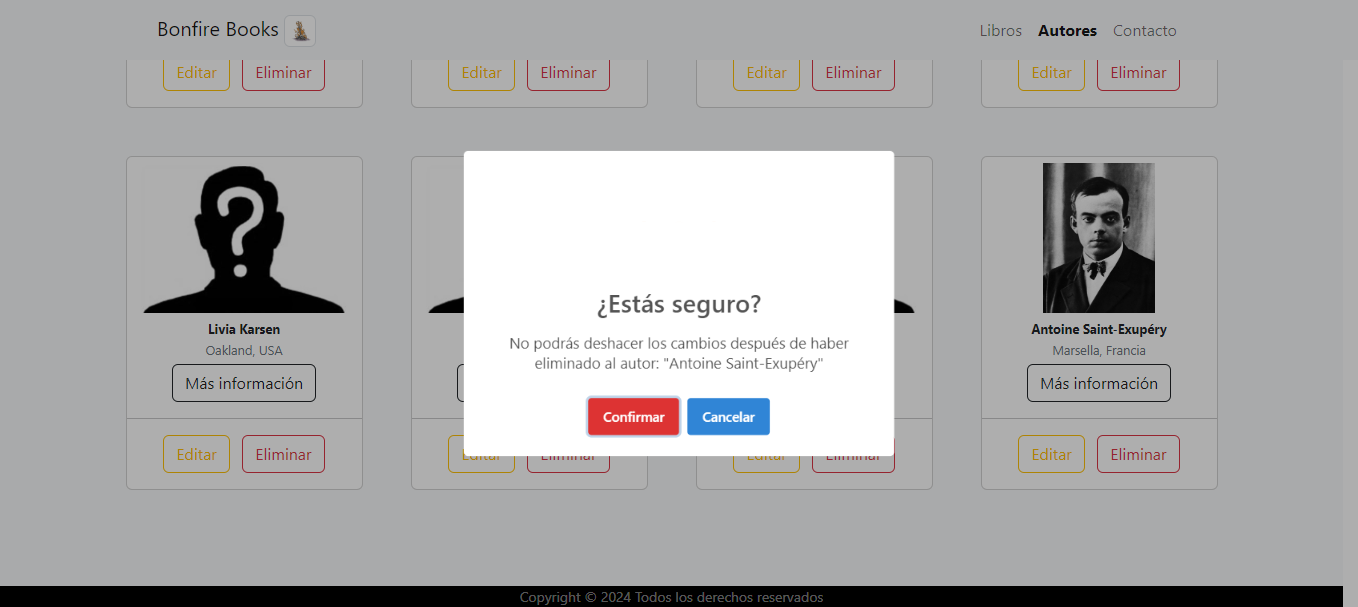 Bonfire Books
Libros Autores Contacto
Editar Eliminar Editar Eliminar Editar Eliminar Editar Eliminar
¿Estás seguro?
No podrás deshacer los cambios después de haber
eliminado al autor: "Antoine Saint-Exupéry"
Confirmar Cancelar
Livia Karsen
Oakland, USA
Más información
Antoine Saint-Exupéry
Marsella, Francia
Más información
Editar Eliminar Editar Eliminar Editar Eliminar Editar Eliminar
Copyright © 2024 Todos los derechos reservados